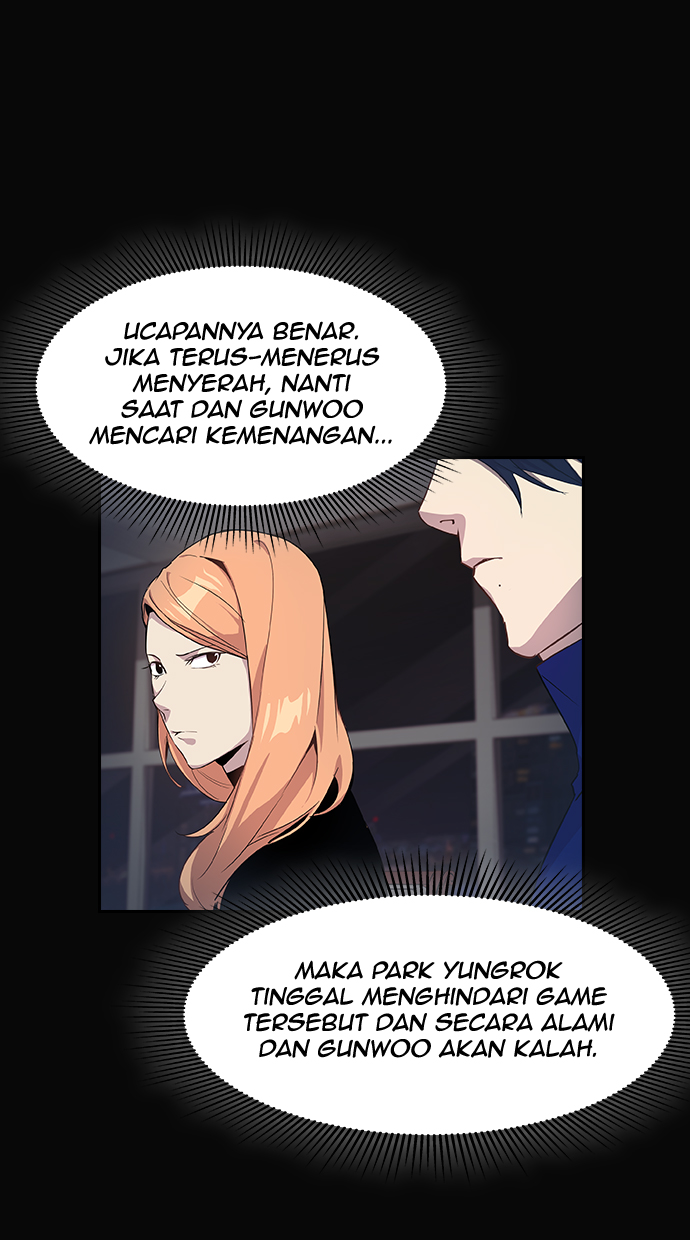 UCAPANNYA BENAR.
JIKA TERUS-MENERUS
MENYERAH, NANTI
SAAT DAN GUNWOO
MENCARI KEMENANGAN...
MAKA PARK YUNGROK
TINGGAL MENGHINDARI GAME
TERSEBUT DAN SECARA ALAMI
DAN GUNWOO AKAN KALAH.